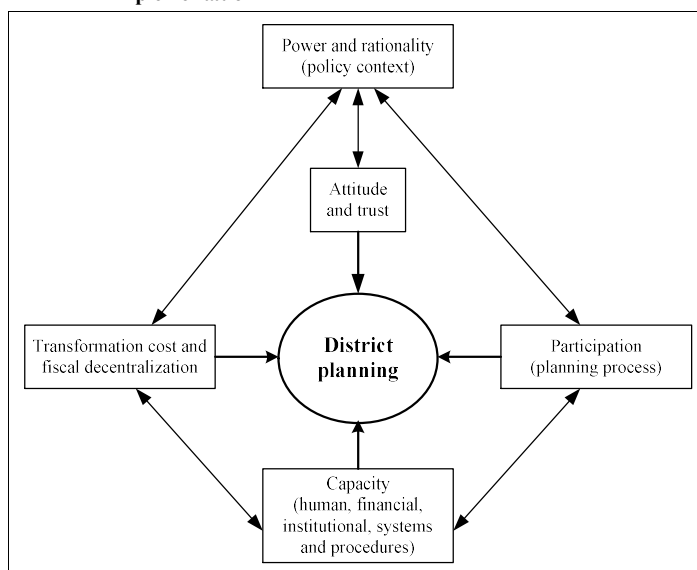 Power and rationality
(policy context)
Attitude
and trust
Transformation cost and
fiscal decentralization
District
planning
Participation
(planning process)
Capacity
(human, financial,
institutional, systems
and procedures)